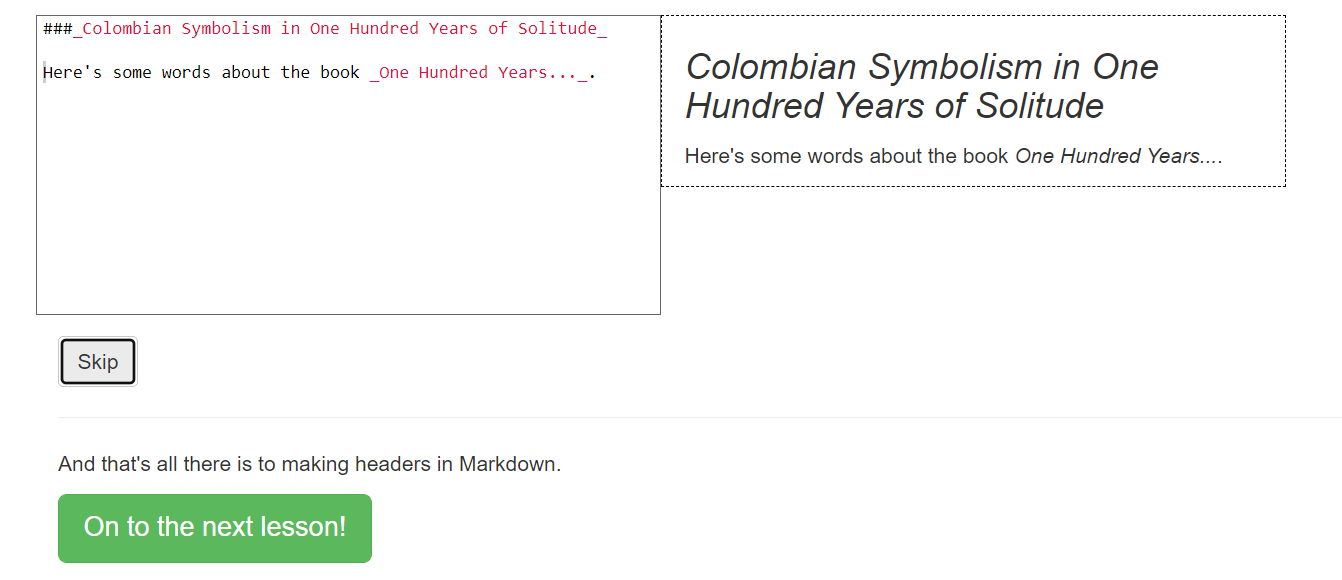 ###_Colombian Symbolism in One Hundred Years of Solitude_
Here's some words about the book _One Hundred Years..._.
Colombian Symbolism in One
Hundred Years of Solitude
Here's some words about the book One Hundred Years....
Skip
And that's all there is to making headers in Markdown.
On to the next lesson!